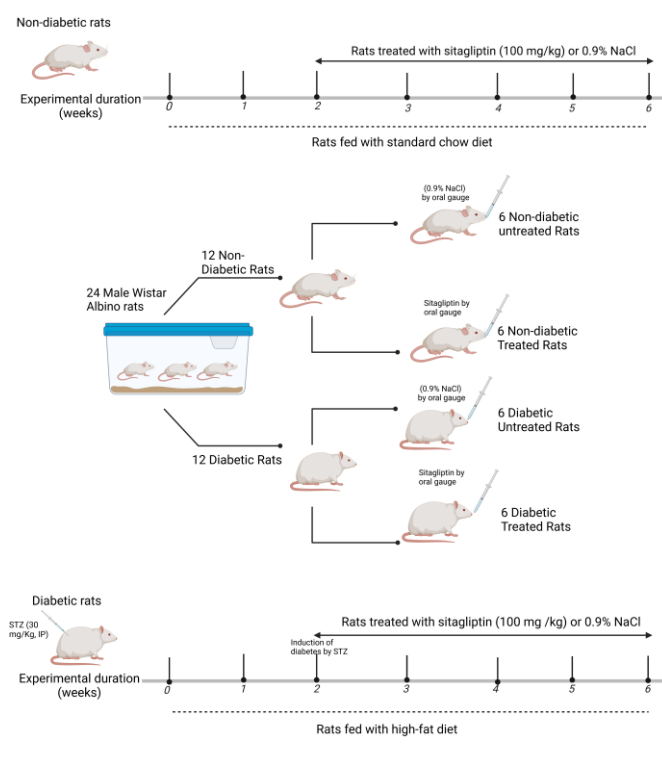 Non-diabetic rats
Rats treated with sitagliptin (100 mg/kg) or 0.9% NaCl
Experimental duration
(weeks)
0 1 2 3 4 5 6
Rats fed with standard chow diet
(0.9% NaCl)
by oral gauge
6 Non-diabetic
untreated Rats
12 Non-
Diabetic Rats
24 Male Wistar
Albino rats
Sitagliptin by
oral gauge
6 Non-diabetic
Treated Rats
(0.9% NaCl)
by oral gauge
6 Diabetic
Untreated Rats
12 Diabetic Rats
Sitagliptin by
oral gauge
6 Diabetic
Treated Rats
Diabetic rats
STZ (30
mg/Kg, IP)
Rats treated with sitagliptin (100 mg /kg) or 0.9% NaCl
Induction of
diabetes by STZ
Experimental duration
(weeks)
0 1 2 3 4 5 6
Rats fed with high-fat diet